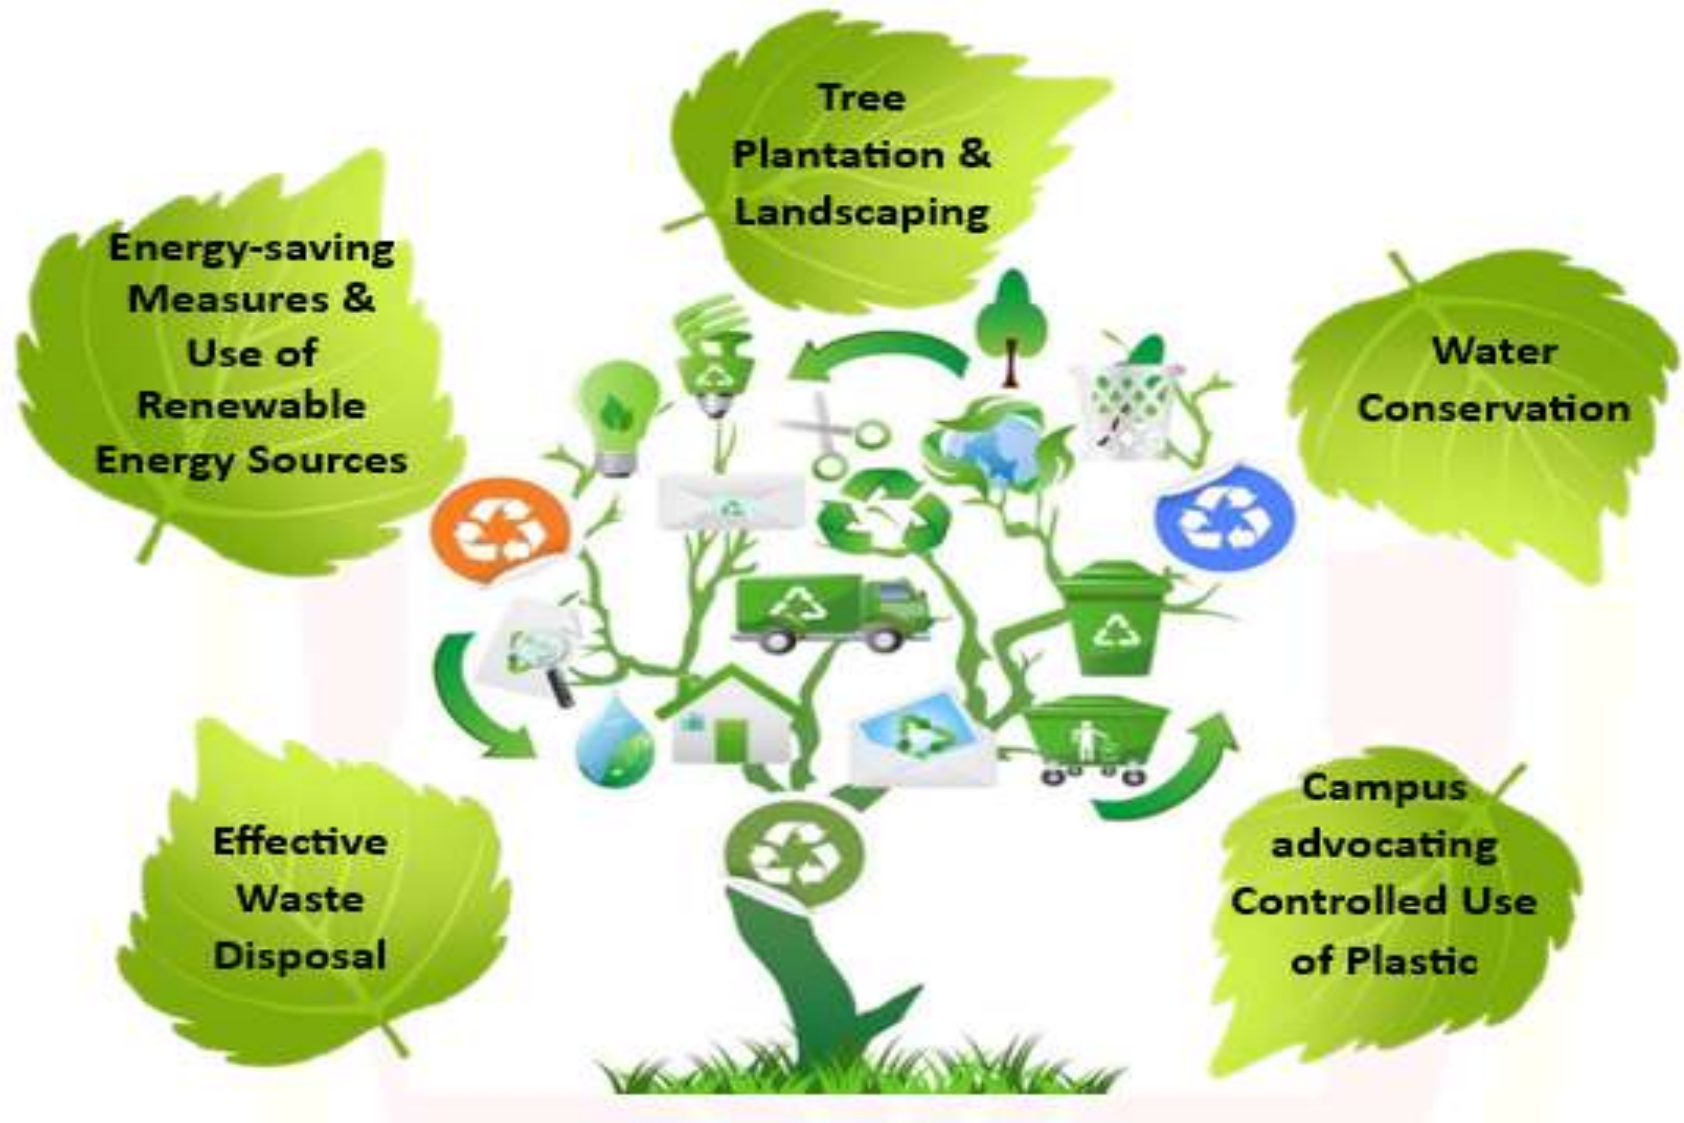 Tree
Plantation &
Landscaping
Energy-saving
Measures &
Use of
Renewable
Energy Sources
Water
Conservation
Effective
Waste
Disposal
Campus
advocating
Controlled Use
of Plastic